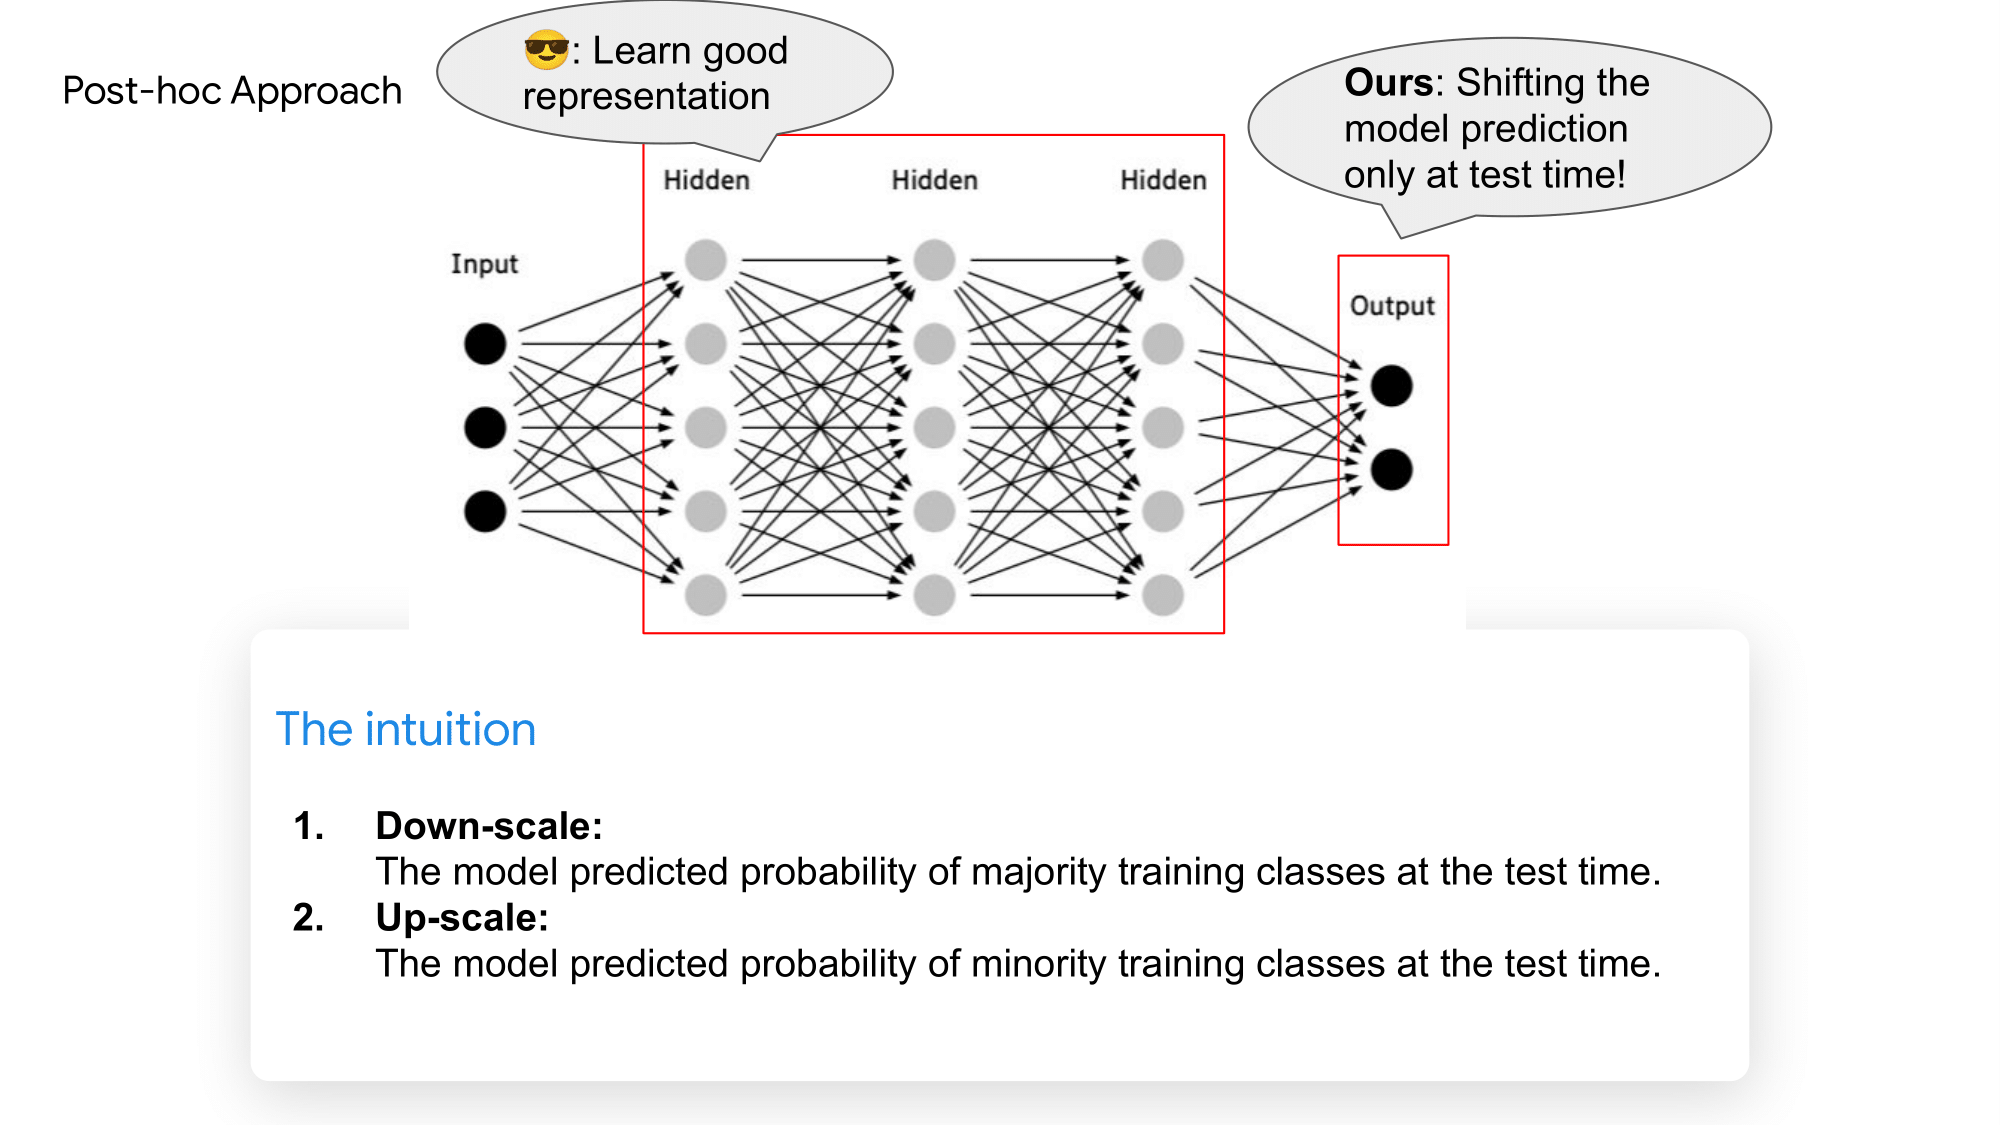 Post-hoc Approach
😎: Learn good
representation
Ours: Shifting the
model prediction
only at test time!
Hidden
Hidden
Hidden
Input
Output
The intuition
1. Down-scale:
The model predicted probability of majority training classes at the test time.
2. Up-scale:
The model predicted probability of minority training classes at the test time.